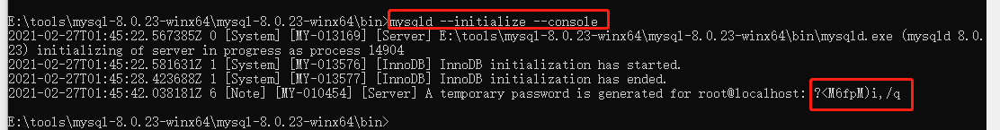 E:\tools\mysql-8.0.23-winx64\mysql-8.0.23-winx64\bin>mysqld --initialize --console
2021-02-27T01:45:22.567385Z 0 [System] [MY-013169] [Server] E:\tools\mysql-8.0.23-winx64\mysql-8.0.23-winx64\bin\mysqld.exe (mysqld 8.0.
23) initializing of server in progress as process 14904
2021-02-27T01:45:22.581631Z 1 [System] [MY-013576] [InnoDB] InnoDB initialization has started.
2021-02-27T01:45:28.423688Z 1 [System] [MY-013577] [InnoDB] InnoDB initialization has ended.
2021-02-27T01:45:42.038181Z 6 [Note] [MY-010454] [Server] A temporary password is generated for root@localhost: ?<M6fpM)i,/q
E:\tools\mysql-8.0.23-winx64\mysql-8.0.23-winx64\bin>